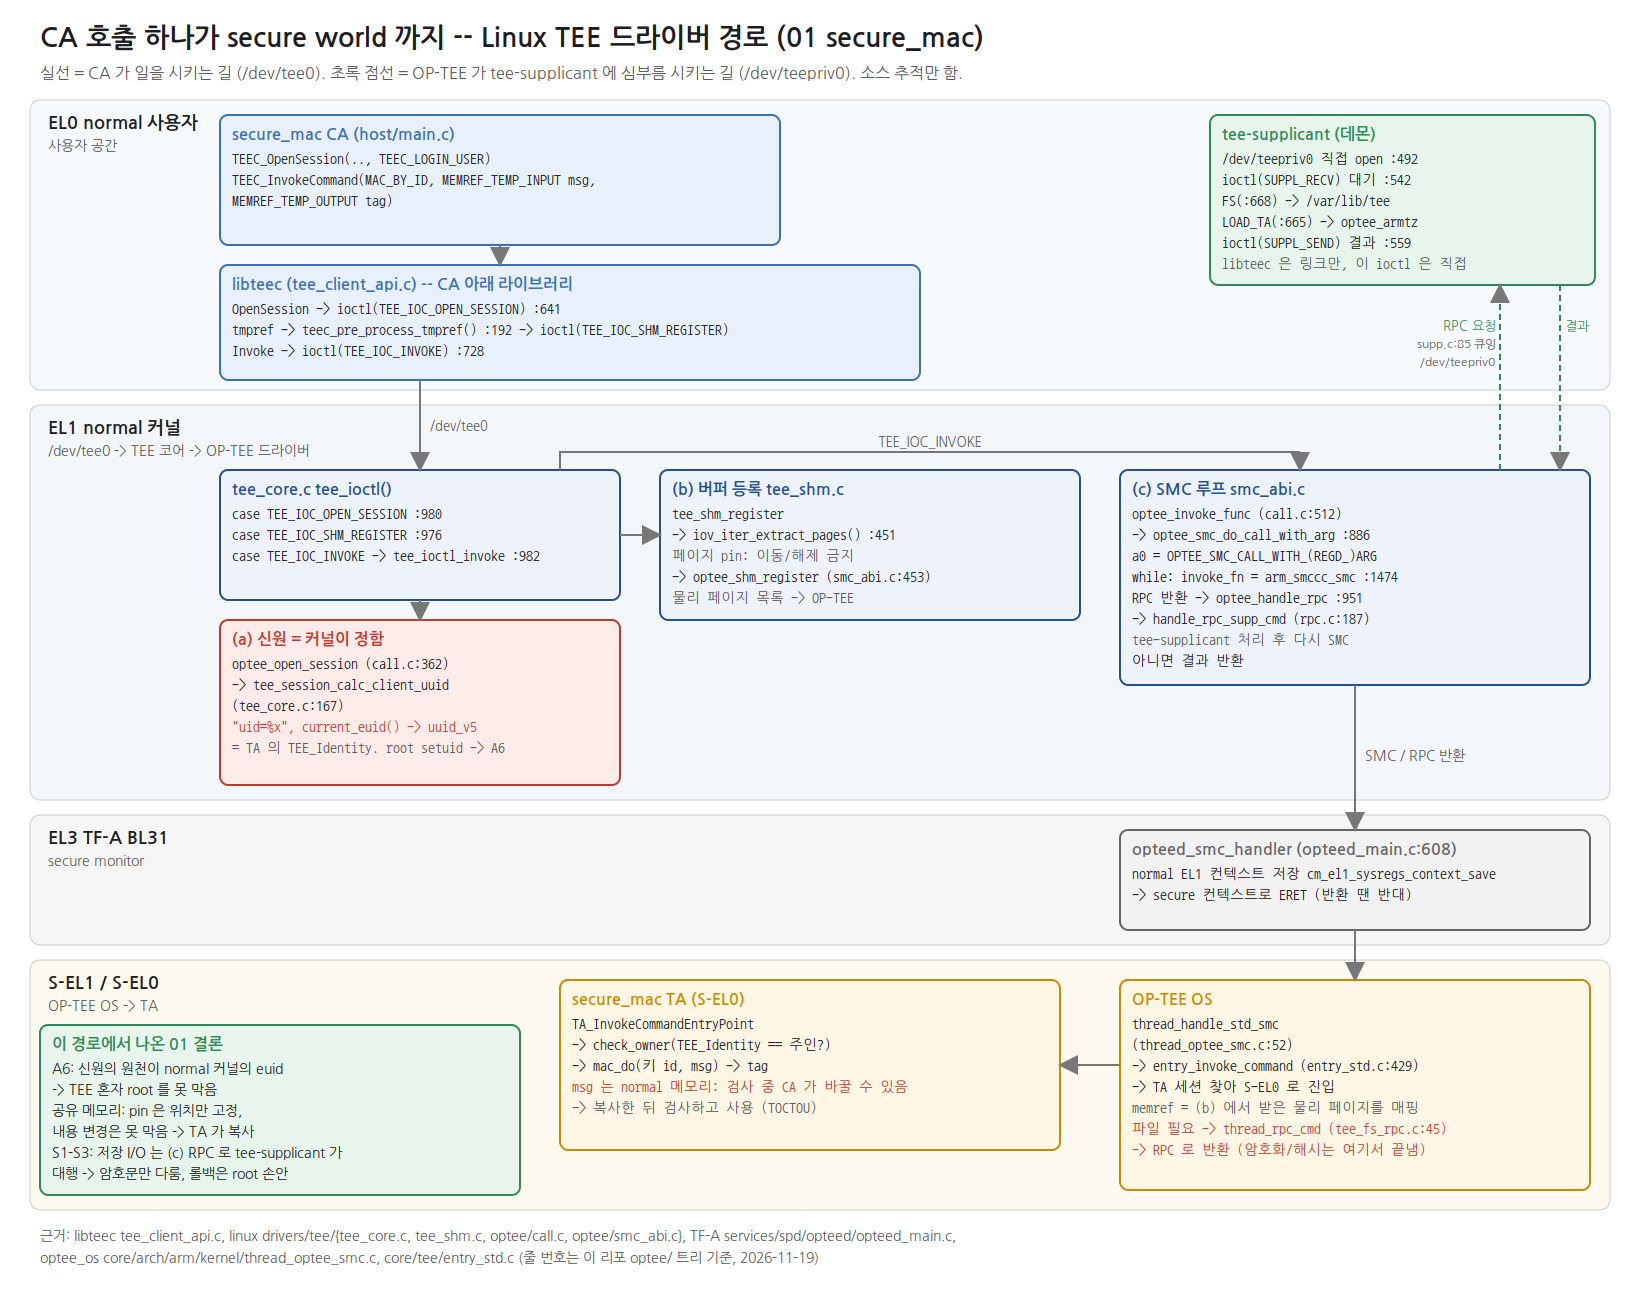 CA 호출 하나가 secure world 까지 -- Linux TEE 드라이버 경로 (01 secure_mac)
실선 = CA 가 일을 시키는 길 (/dev/tee0). 초록 점선 = OP-TEE 가 tee-supplicant 에 심부름 시키는 길 (/dev/teepriv0). 소스 추적만 함.
EL0 normal 사용자
사용자 공간
secure_mac CA (host/main.c)
TEEC_OpenSession(.., TEEC_LOGIN_USER)
TEEC_InvokeCommand(MAC_BY_ID, MEMREF_TEMP_INPUT msg,
MEMREF_TEMP_OUTPUT tag)
libteec (tee_client_api.c) -- CA 아래 라이브러리
OpenSession -> ioctl(TEE_IOC_OPEN_SESSION) :641
tmpref -> teec_pre_process_tmpref() :192 -> ioctl(TEE_IOC_SHM_REGISTER)
Invoke -> ioctl(TEE_IOC_INVOKE) :728
tee-supplicant (데몬)
/dev/teepriv0 직접 open :492
ioctl(SUPPL_RECV) 대기 :542
FS(:668) -> /var/lib/tee
LOAD_TA(:665) -> optee_armtz
ioctl(SUPPL_SEND) 결과 :559
libteec 은 링크만, 이 ioctl 은 직접
RPC 요청
supp.c:85 큐잉
/dev/teepriv0
결과
EL1 normal 커널
/dev/tee0 -> TEE 코어 -> OP-TEE 드라이버
/dev/tee0
TEE_IOC_INVOKE
tee_core.c tee_ioctl()
case TEE_IOC_OPEN_SESSION :980
case TEE_IOC_SHM_REGISTER :976
case TEE_IOC_INVOKE -> tee_ioctl_invoke :982
(b) 버퍼 등록 tee_shm.c
tee_shm_register
-> iov_iter_extract_pages() :451
페이지 pin: 이동/해제 금지
-> optee_shm_register (smc_abi.c:453)
물리 페이지 목록 -> OP-TEE
(c) SMC 루프 smc_abi.c
optee_invoke_func (call.c:512)
-> optee_smc_do_call_with_arg :886
a0 = OPTEE_SMC_CALL_WITH_(REGD_)ARG
while: invoke_fn = arm_smccc_smc :1474
RPC 반환 -> optee_handle_rpc :951
-> handle_rpc_supp_cmd (rpc.c:187)
tee-supplicant 처리 후 다시 SMC
아니면 결과 반환
(a) 신원 = 커널이 정함
optee_open_session (call.c:362)
-> tee_session_calc_client_uuid
(tee_core.c:167)
"uid=%x", current_euid() -> uuid_v5
= TA 의 TEE_Identity. root setuid -> A6
SMC / RPC 반환
EL3 TF-A BL31
secure monitor
opteed_smc_handler (opteed_main.c:608)
normal EL1 컨텍스트 저장 cm_el1_sysregs_context_save
-> secure 컨텍스트로 ERET (반환 땐 반대)
S-EL1 / S-EL0
OP-TEE OS -> TA
이 경로에서 나온 01 결론
A6: 신원의 원천이 normal 커널의 euid
-> TEE 혼자 root 를 못 막음
공유 메모리: pin 은 위치만 고정,
내용 변경은 못 막음 -> TA 가 복사
S1-S3: 저장 I/O 는 (c) RPC 로 tee-supplicant 가
대행 -> 암호문만 다룸, 롤백은 root 손안
secure_mac TA (S-EL0)
TA_InvokeCommandEntryPoint
-> check_owner(TEE_Identity == 주인?)
-> mac_do(키 id, msg) -> tag
msg 는 normal 메모리: 검사 중 CA 가 바꿀 수 있음
-> 복사한 뒤 검사하고 사용 (TOCTOU)
OP-TEE OS
thread_handle_std_smc
(thread_optee_smc.c:52)
-> entry_invoke_command (entry_std.c:429)
-> TA 세션 찾아 S-EL0 로 진입
memref = (b) 에서 받은 물리 페이지를 매핑
파일 필요 -> thread_rpc_cmd (tee_fs_rpc.c:45)
-> RPC 로 반환 (암호화/해시는 여기서 끝냄)
근거: libteec tee_client_api.c, linux drivers/tee/{tee_core.c, tee_shm.c, optee/call.c, optee/smc_abi.c}, TF-A services/spd/opteed/opteed_main.c,
optee_os core/arch/arm/kernel/thread_optee_smc.c, core/tee/entry_std.c (줄 번호는 이 리포 optee/ 트리 기준, 2026-11-19)